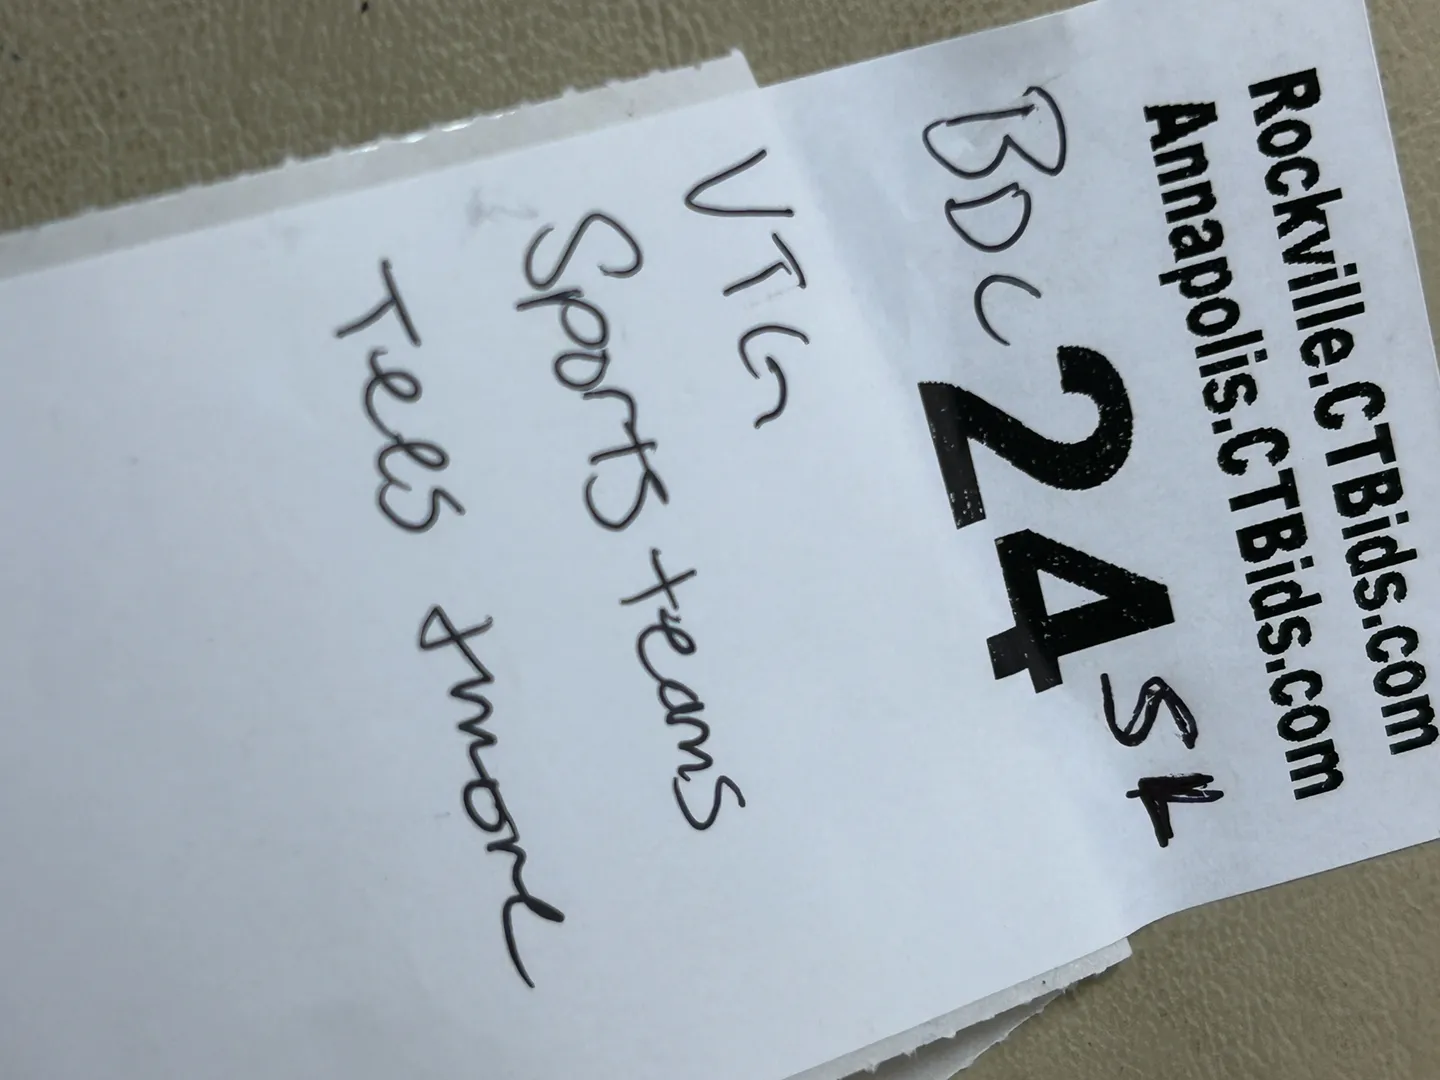 Rockville.CTBids.com
Annapolis.CTBids.com
BDC 24 SL
VTG
Sports teams
Tees + more